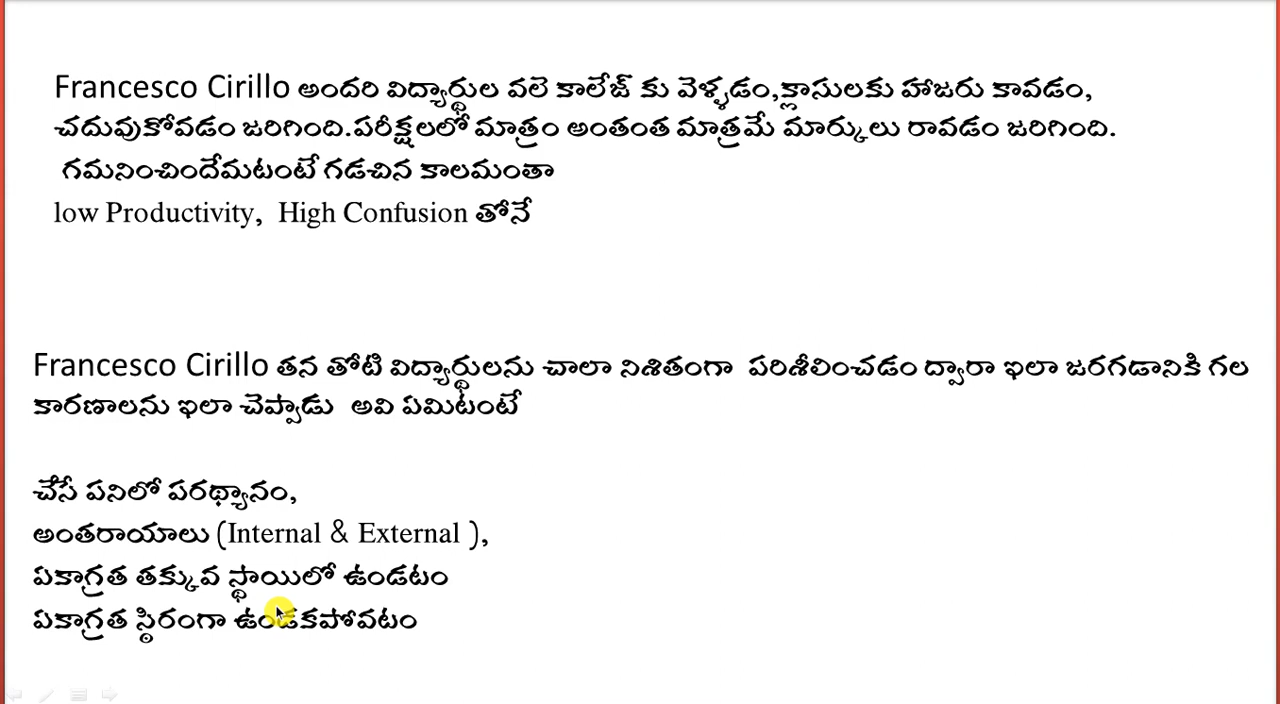 Francesco Cirillo అందరి విద్యార్థుల వలె కాలేజ్ కు వెళ్ళడం,క్లాసులకు హాజరు కావడం,
చదువుకోవడం జరిగింది.పరీక్షలలో మాత్రం అంతంత మాత్రమే మార్కులు రావడం జరిగింది.
గమనించిందేమటంటే గడచిన కాలమంతా
low Productivity, High Confusion తోనే
Francesco Cirillo తన తోటి విద్యార్థులను చాలా నిశితంగా పరిశీలించడం ద్వారా ఇలా జరగడానికి గల
కారణాలను ఇలా చెప్పాడు అవి ఏమిటంటే
చేసే పనిలో పరథ్యానం,
అంతరాయాలు (Internal & External ),
ఏకాగ్రత తక్కువ స్థాయిలో ఉండటం
ఏకాగ్రత స్థిరంగా ఉండకపోవటం